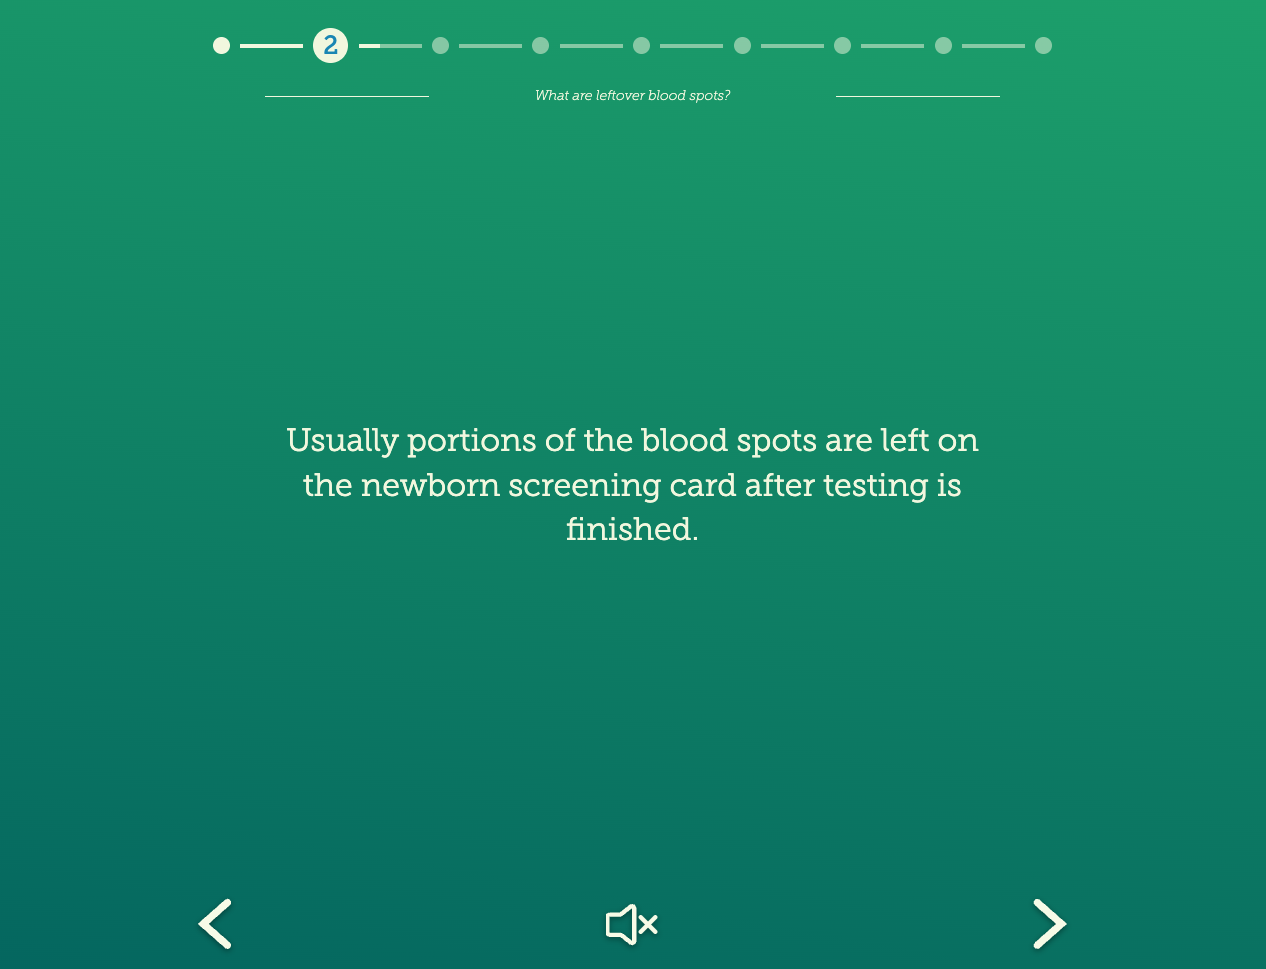 2
What are leftover blood spots?
Usually portions of the blood spots are left on
the newborn screening card after testing is
finished.